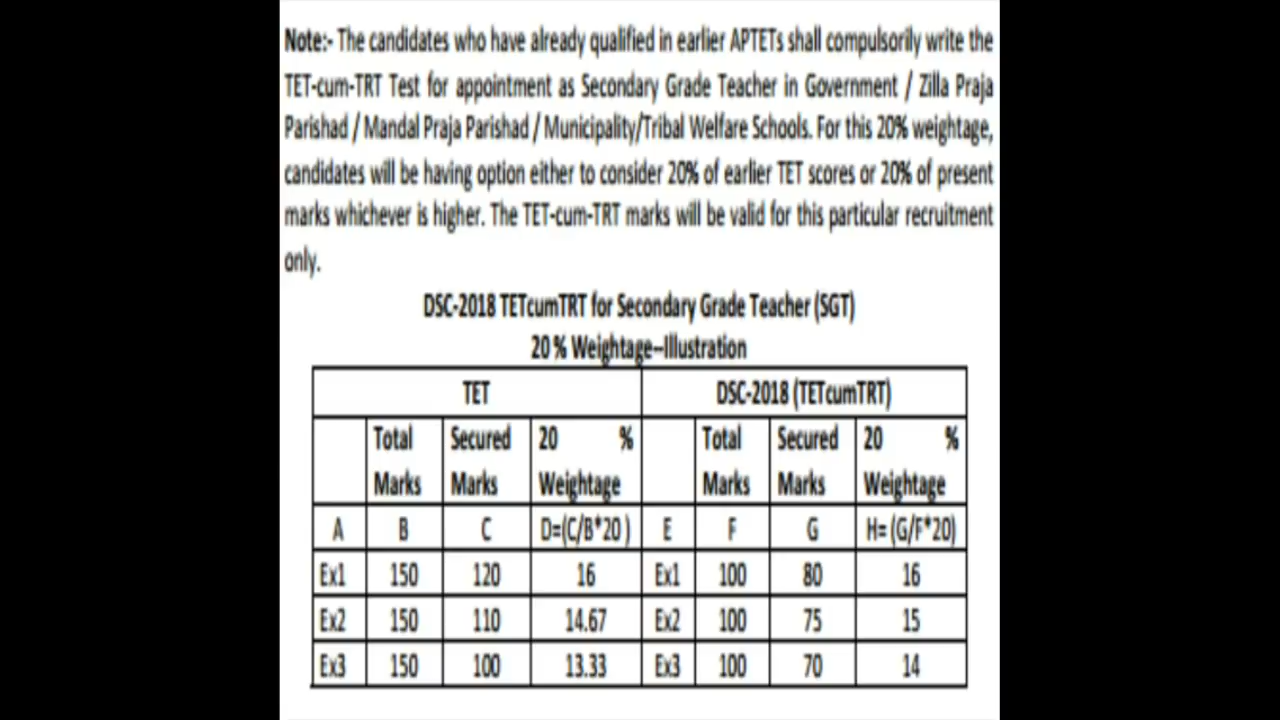 Note:- The candidates who have already qualified in earlier APTETs shall compulsorily write the
TET-cum-TRT Test for appointment as Secondary Grade Teacher in Government / Zilla Praja
Parishad / Mandal Praja Parishad / Municipality/Tribal Welfare Schools. For this 20% weightage,
candidates will be having option either to consider 20% of earlier TET scores or 20% of present
marks whichever is higher. The TET-cum-TRT marks will be valid for this particular recruitment
only.
DSC-2018 TETcumTRT for Secondary Grade Teacher (SGT)
20 % Weightage--Illustration
TET DSC-2018 (TETcumTRT)
Total Secured 20 % Total Secured 20 %
Marks Marks Weightage Marks Marks Weightage
A B C D=(C/B*20 ) E F G H= (G/F*20)
Ex1 150 120 16 Ex1 100 80 16
Ex2 150 110 14.67 Ex2 100 75 15
Ex3 150 100 13.33 Ex3 100 70 14